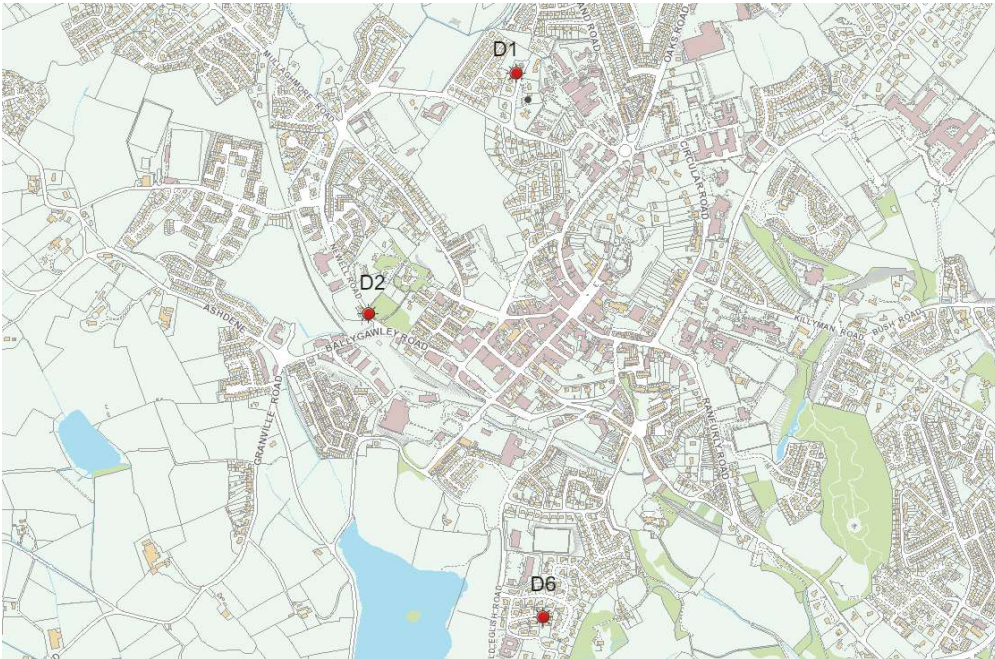 D1
OAKS ROAD
MULLAGHMORE ROAD
CIRCULAR ROAD
NEWELL ROAD
D2
ASHDENE
BALLYGAWLEY ROAD
KILLYMAN ROAD
BUSH ROAD
GRANVILLE ROAD
RANFURLY ROAD
D6